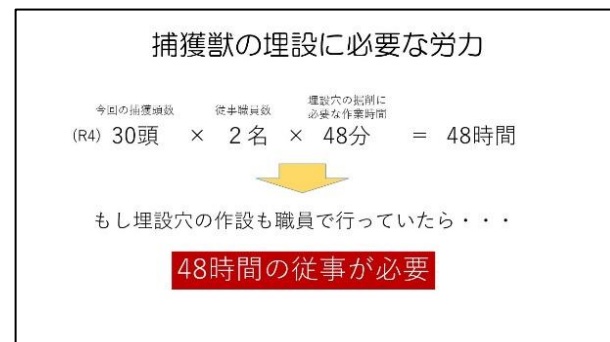 捕獲獣の埋設に必要な労力
今回の捕獲頭数 従事職員数 埋設穴の掘削に必要な作業時間
(R4) 30頭 × 2名 × 48分 = 48時間
もし埋設穴の作設も職員で行っていたら・・・
48時間の従事が必要